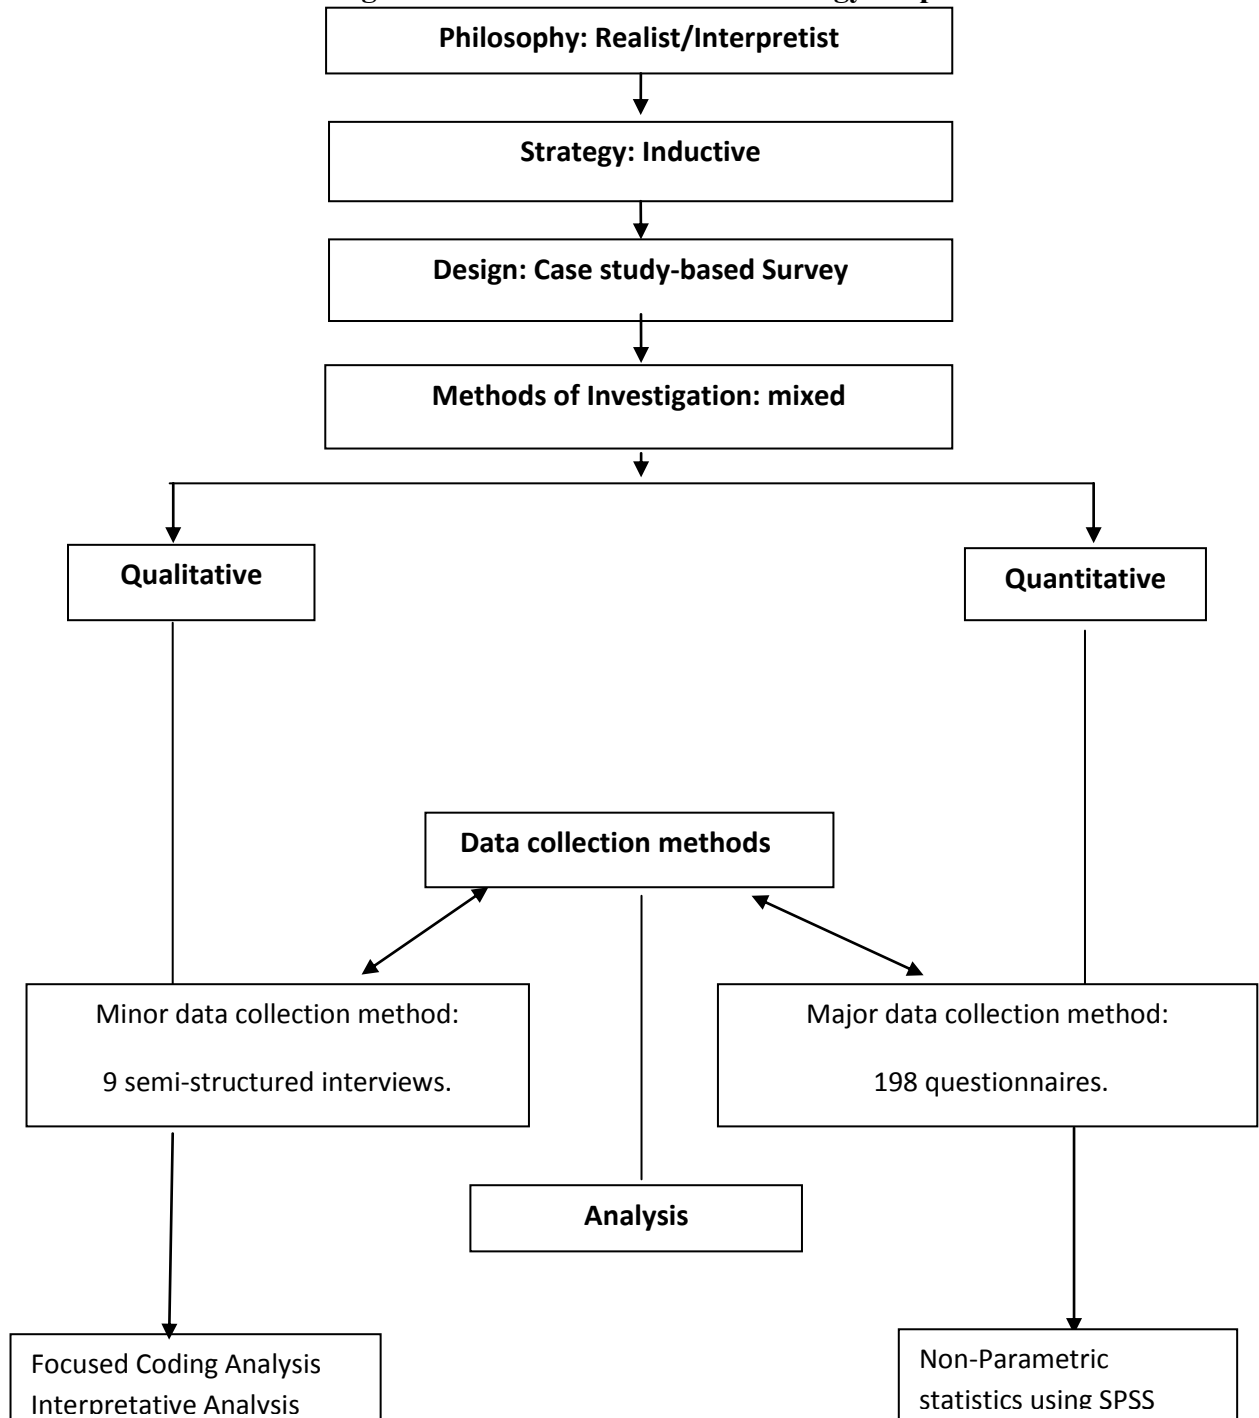 Philosophy: Realist/Interpretist
Strategy: Inductive
Design: Case study-based Survey
Methods of Investigation: mixed
Qualitative
Quantitative
Data collection methods
Minor data collection method:
9 semi-structured interviews.
Major data collection method:
198 questionnaires.
Analysis
Focused Coding Analysis
Interpretative Analysis
Non-Parametric
statistics using SPSS